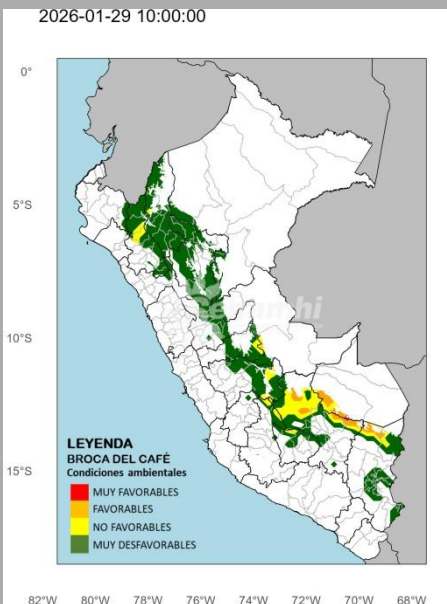 2026-01-29 10:00:00
0°
5°S
10°S
15°S
senamhi
LEYENDA
BROCA DEL CAFÉ
Condiciones ambientales
MUY FAVORABLES
FAVORABLES
NO FAVORABLES
MUY DESFAVORABLES
82°W 80°W 78°W 76°W 74°W 72°W 70°W 68°W